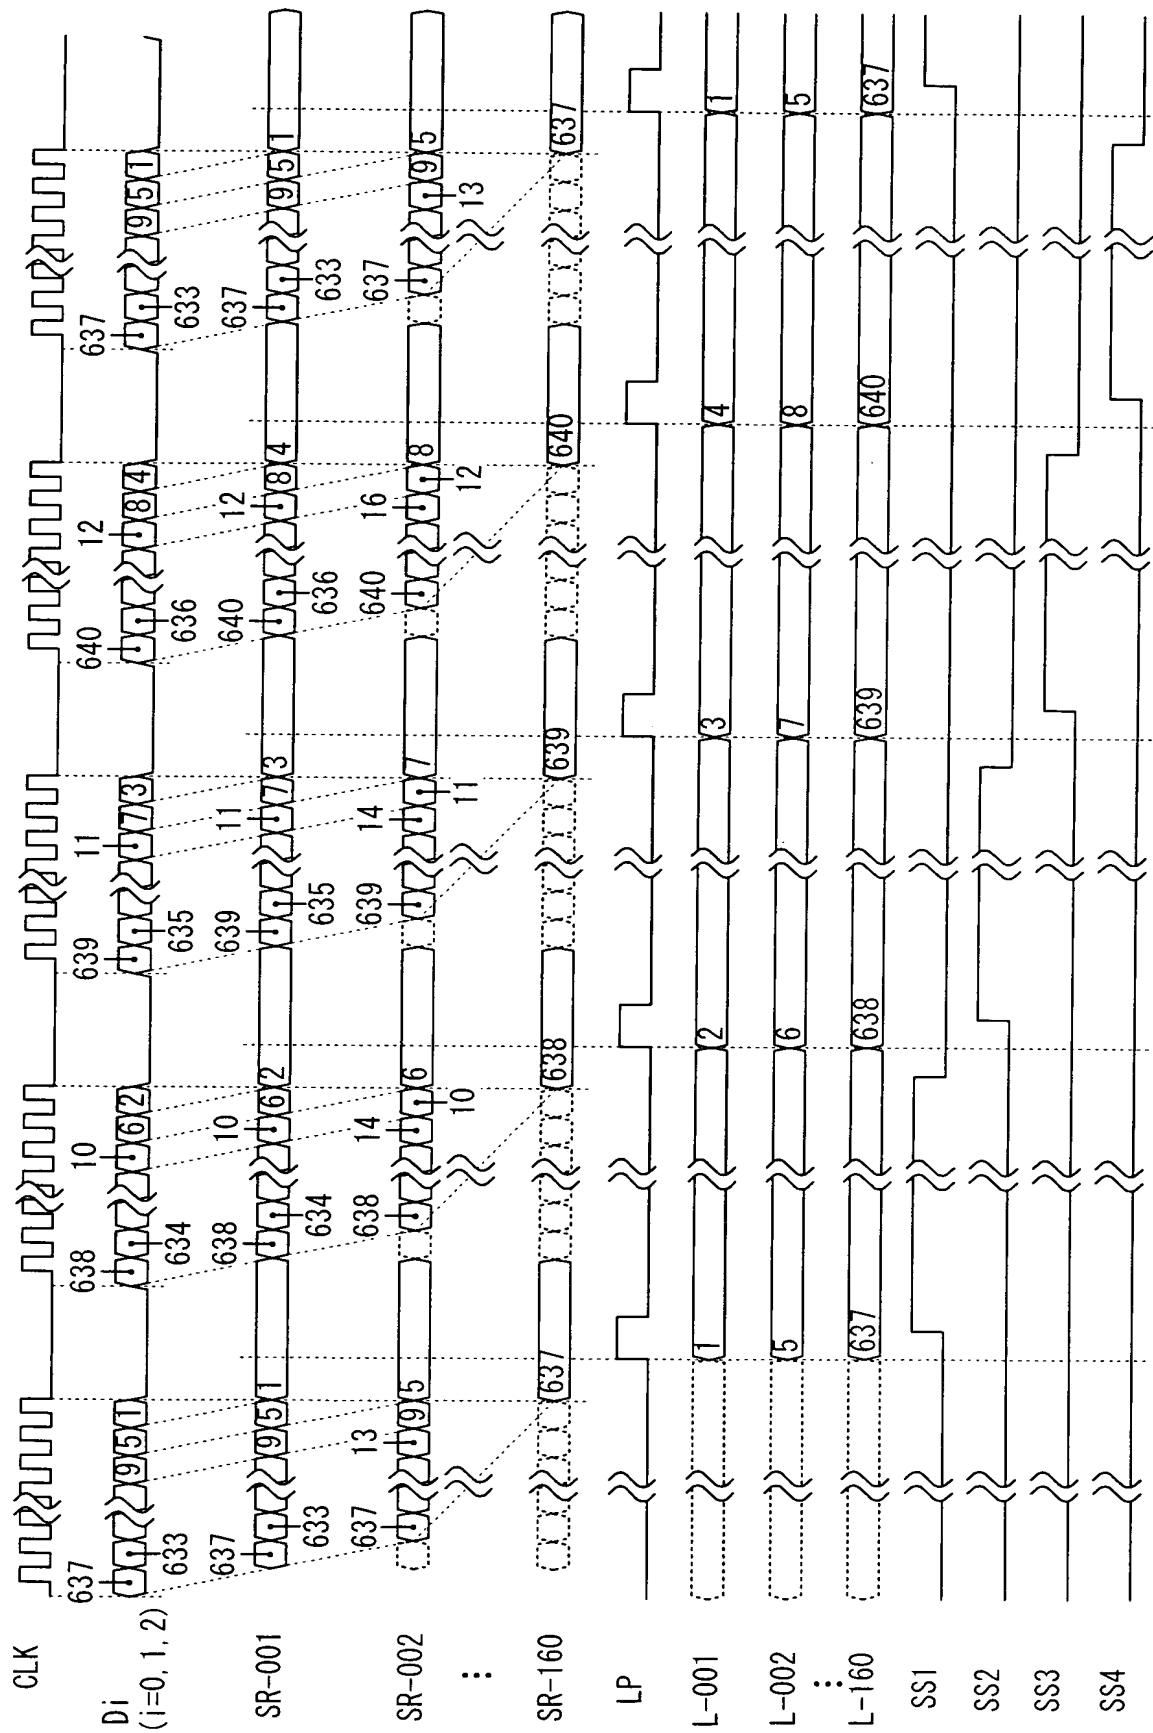 CLK
Di
(i=0, 1, 2)
637 633 9 5 1 638 634 10 6 2 639 635 11 7 3 640 636 12 8 4 637 633 9 5 1
SR-001
637 633 9 5 1 638 634 10 6 2 639 635 11 7 3 640 636 12 8 4 637 633 9 5 1
SR-002
637 13 9 5 638 14 10 6 639 14 11 7 640 16 12 8 637 13 9 5
SR-160
637 638 639 640 637
LP
L-001
1 2 3 4 1
L-002
5 6 7 8 5
L-160
637 638 639 640 637
SS1
SS2
SS3
SS4